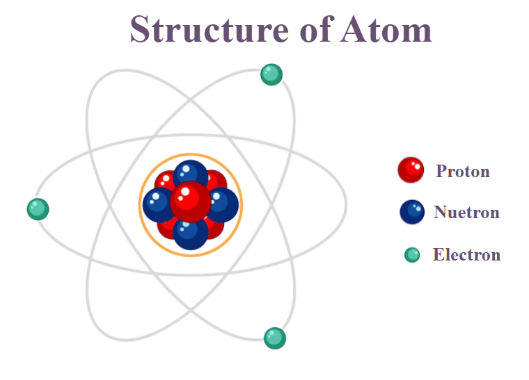 Structure of Atom
Proton
Nuetron
Electron